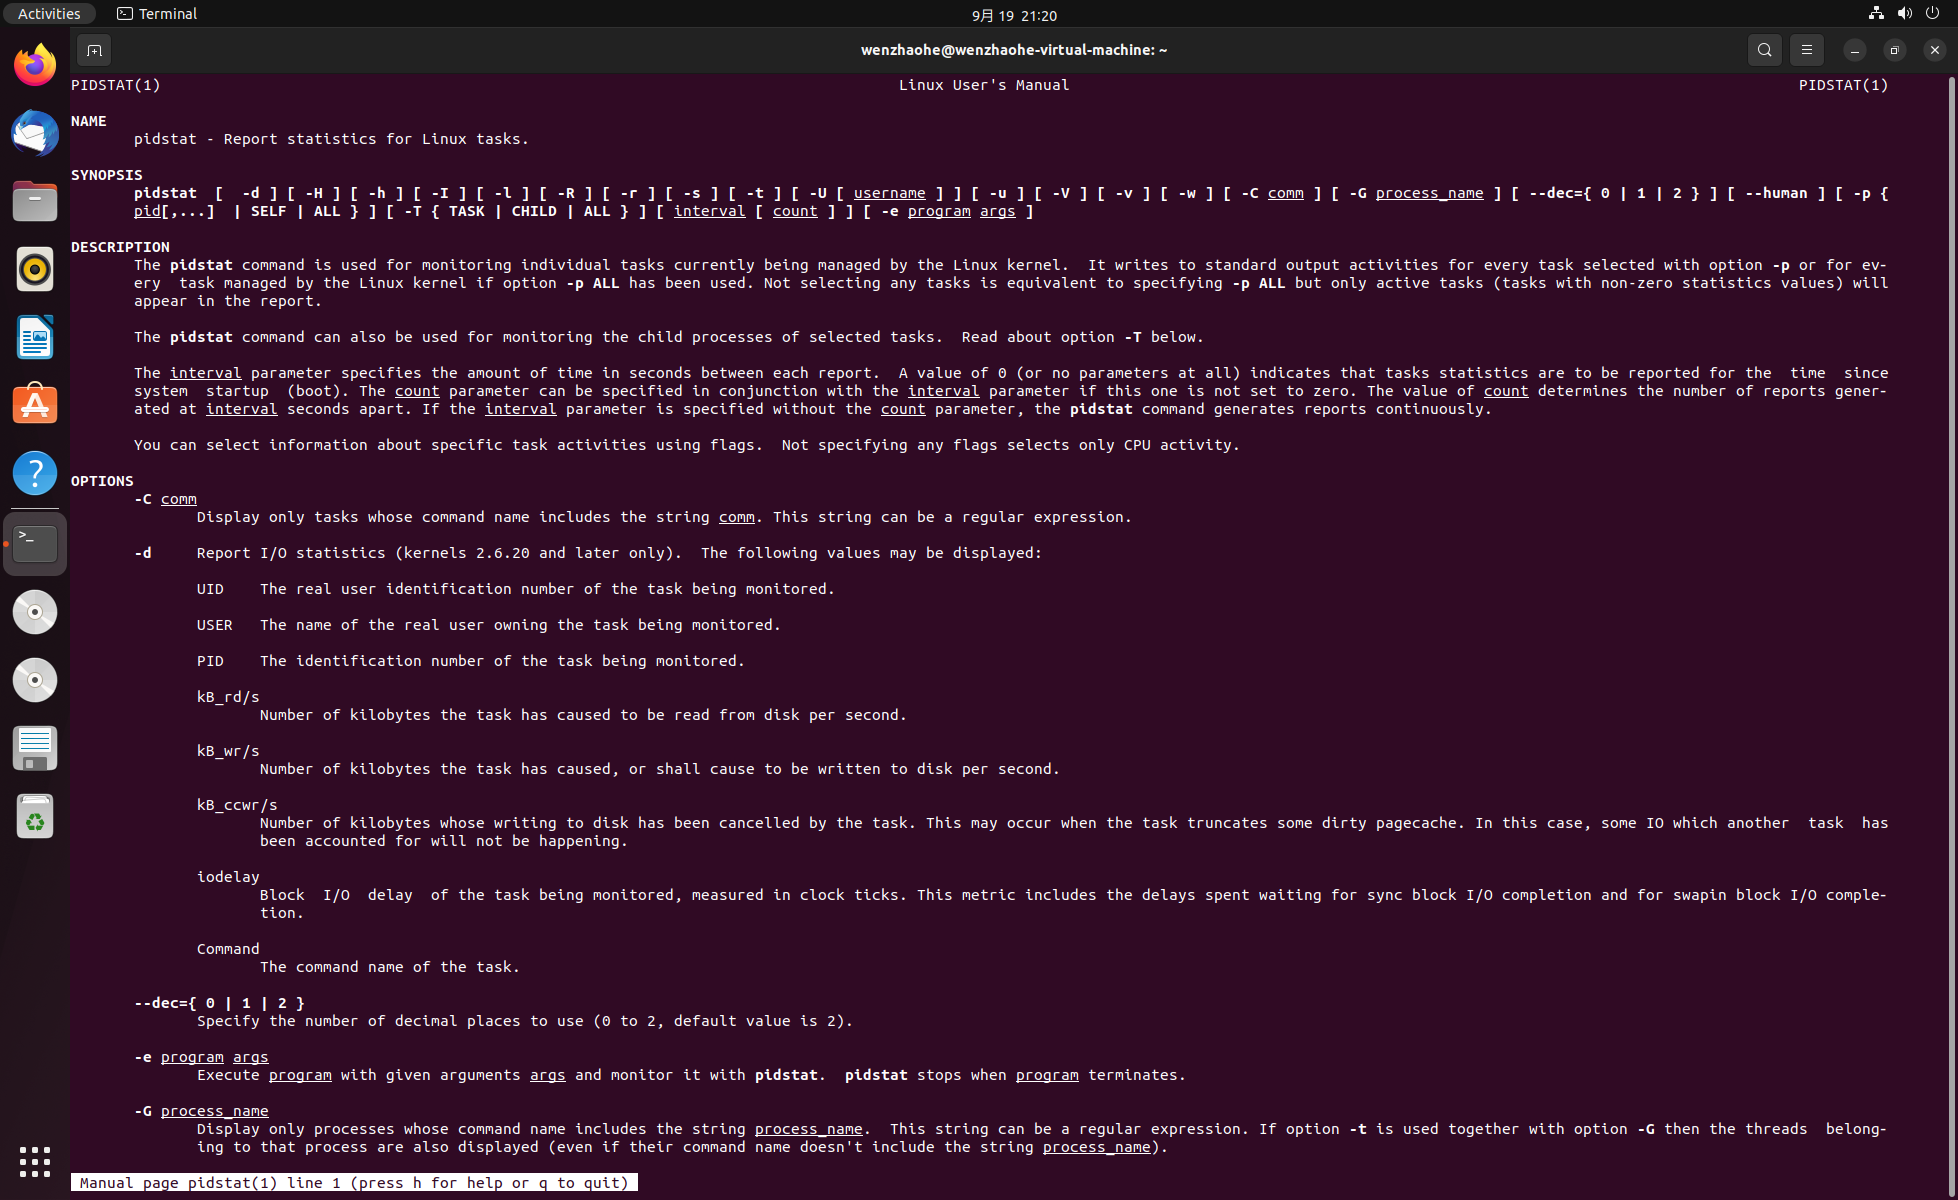 Activities
Terminal
9月 19 21:20
wenzhaohe@wenzhaohe-virtual-machine: ~
PIDSTAT(1) Linux User's Manual PIDSTAT(1)
NAME
pidstat - Report statistics for Linux tasks.
SYNOPSIS
pidstat [ -d ] [ -H ] [ -h ] [ -I ] [ -l ] [ -R ] [ -r ] [ -s ] [ -t ] [ -U [ username ] ] [ -u ] [ -V ] [ -v ] [ -w ] [ -C comm ] [ -G process_name ] [ --dec={ 0 | 1 | 2 } ] [ --human ] [ -p {
pid[,...] | SELF | ALL } ] [ -T { TASK | CHILD | ALL } ] [ interval [ count ] ] [ -e program args ]
DESCRIPTION
The pidstat command is used for monitoring individual tasks currently being managed by the Linux kernel. It writes to standard output activities for every task selected with option -p or for ev-
ery task managed by the Linux kernel if option -p ALL has been used. Not selecting any tasks is equivalent to specifying -p ALL but only active tasks (tasks with non-zero statistics values) will
appear in the report.
The pidstat command can also be used for monitoring the child processes of selected tasks. Read about option -T below.
The interval parameter specifies the amount of time in seconds between each report. A value of 0 (or no parameters at all) indicates that tasks statistics are to be reported for the time since
system startup (boot). The count parameter can be specified in conjunction with the interval parameter if this one is not set to zero. The value of count determines the number of reports gener-
ated at interval seconds apart. If the interval parameter is specified without the count parameter, the pidstat command generates reports continuously.
You can select information about specific task activities using flags. Not specifying any flags selects only CPU activity.
OPTIONS
-C comm
Display only tasks whose command name includes the string comm. This string can be a regular expression.
-d Report I/O statistics (kernels 2.6.20 and later only). The following values may be displayed:
UID The real user identification number of the task being monitored.
USER The name of the real user owning the task being monitored.
PID The identification number of the task being monitored.
kB_rd/s
Number of kilobytes the task has caused to be read from disk per second.
kB_wr/s
Number of kilobytes the task has caused, or shall cause to be written to disk per second.
kB_ccwr/s
Number of kilobytes whose writing to disk has been cancelled by the task. This may occur when the task truncates some dirty pagecache. In this case, some IO which another task has
been accounted for will not be happening.
iodelay
Block I/O delay of the task being monitored, measured in clock ticks. This metric includes the delays spent waiting for sync block I/O completion and for swapin block I/O comple-
tion.
Command
The command name of the task.
--dec={ 0 | 1 | 2 }
Specify the number of decimal places to use (0 to 2, default value is 2).
-e program args
Execute program with given arguments args and monitor it with pidstat. pidstat stops when program terminates.
-G process_name
Display only processes whose command name includes the string process_name. This string can be a regular expression. If option -t is used together with option -G then the threads belong-
ing to that process are also displayed (even if their command name doesn't include the string process_name).
Manual page pidstat(1) line 1 (press h for help or q to quit)